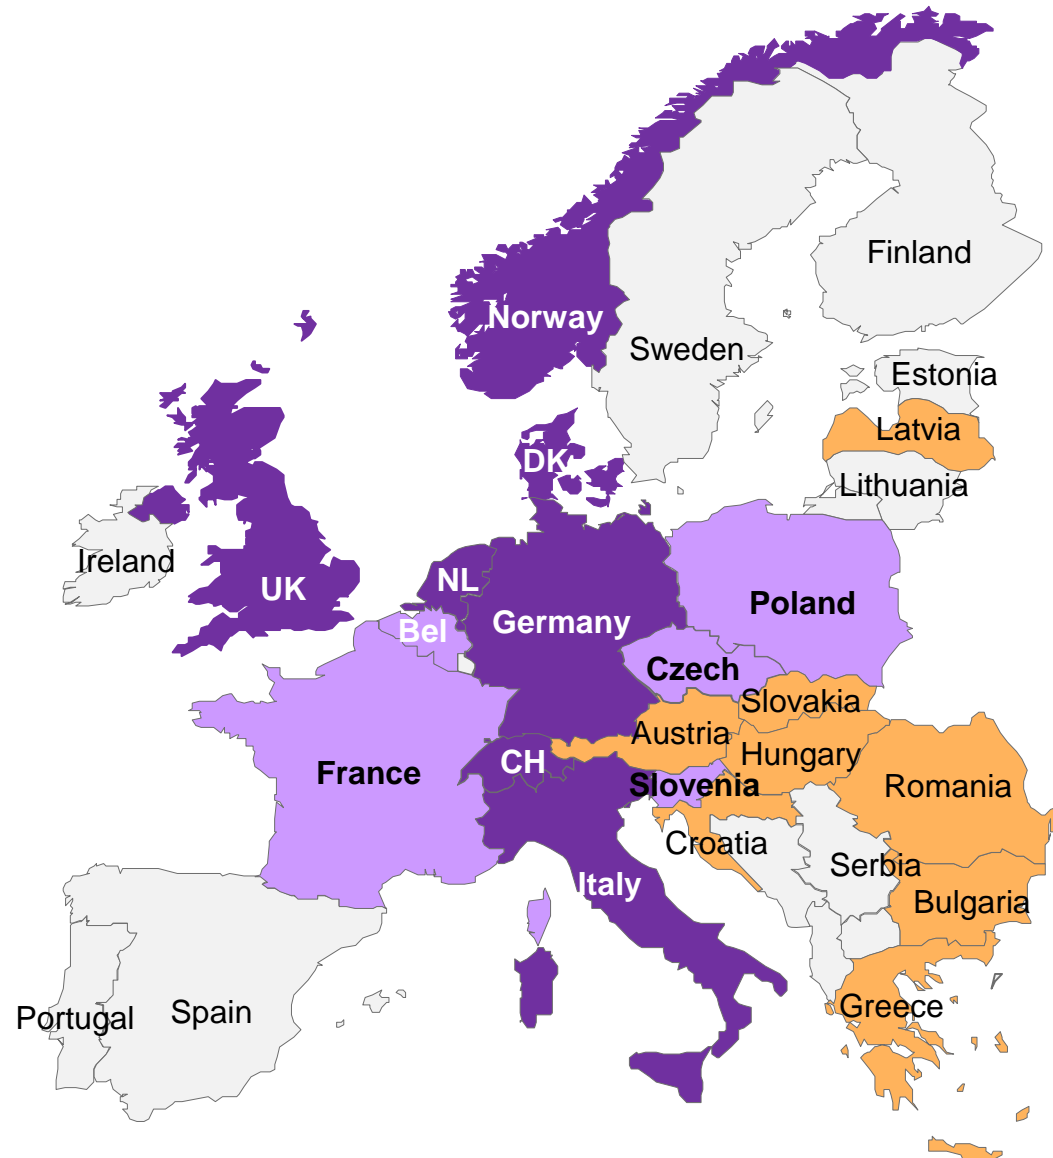 Finland
Norway
Sweden
Estonia
Latvia
DK
Lithuania
Ireland
NL
UK
Poland
Germany
Bel
Czech
Slovakia
Austria
Hungary
CH
France
Slovenia
Romania
Croatia
Serbia
Italy
Bulgaria
Greece
Spain
Portugal